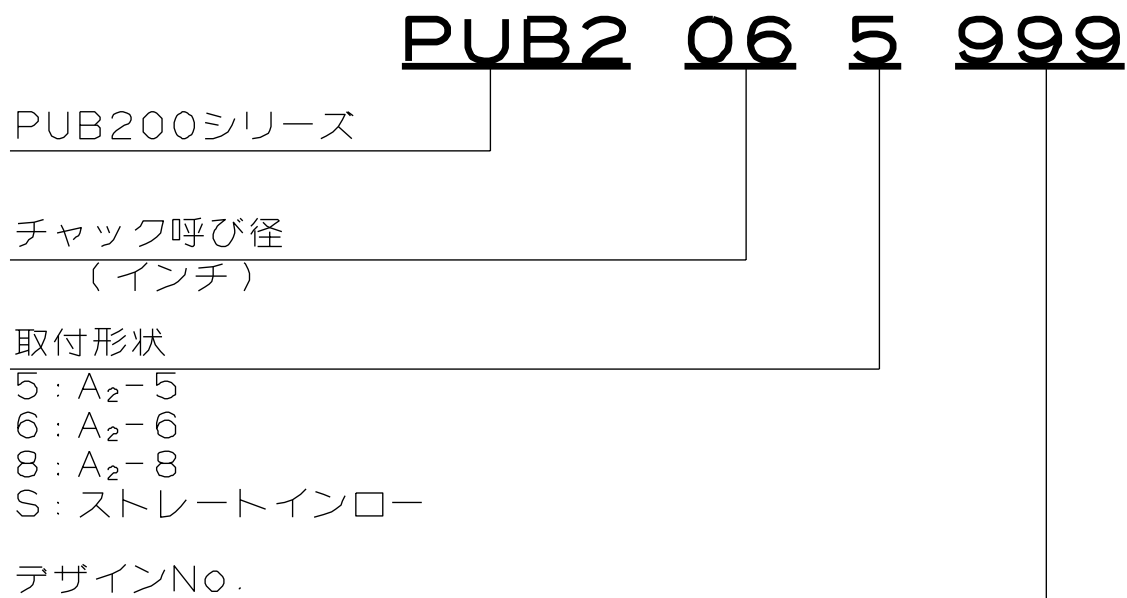 PUB2 06 5 999
PUB200シリーズ
チャック呼び径
(インチ)
取付形状
5:A₂-5
6:A₂-6
8:A₂-8
S:ストレートインロー
デザインNo.